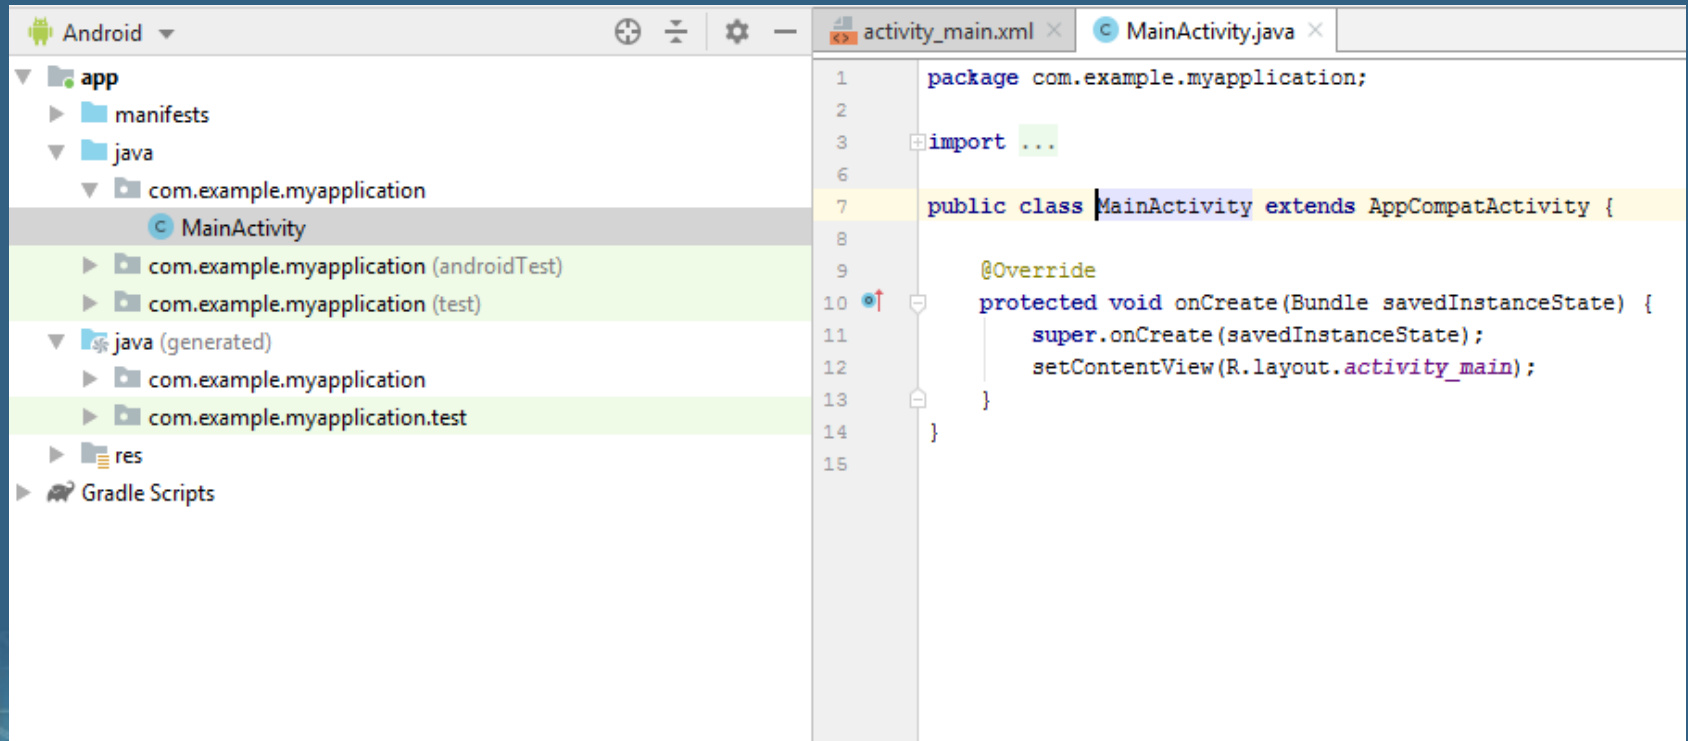 Android
app
manifests
java
com.example.myapplication
MainActivity
com.example.myapplication (androidTest)
com.example.myapplication (test)
java (generated)
com.example.myapplication
com.example.myapplication.test
res
Gradle Scripts
activity_main.xml
MainActivity.java
1 package com.example.myapplication;
2
3 import ...
6
7 public class MainActivity extends AppCompatActivity {
8
9 @Override
10 protected void onCreate(Bundle savedInstanceState) {
11 super.onCreate(savedInstanceState);
12 setContentView(R.layout.activity_main);
13 }
14 }
15